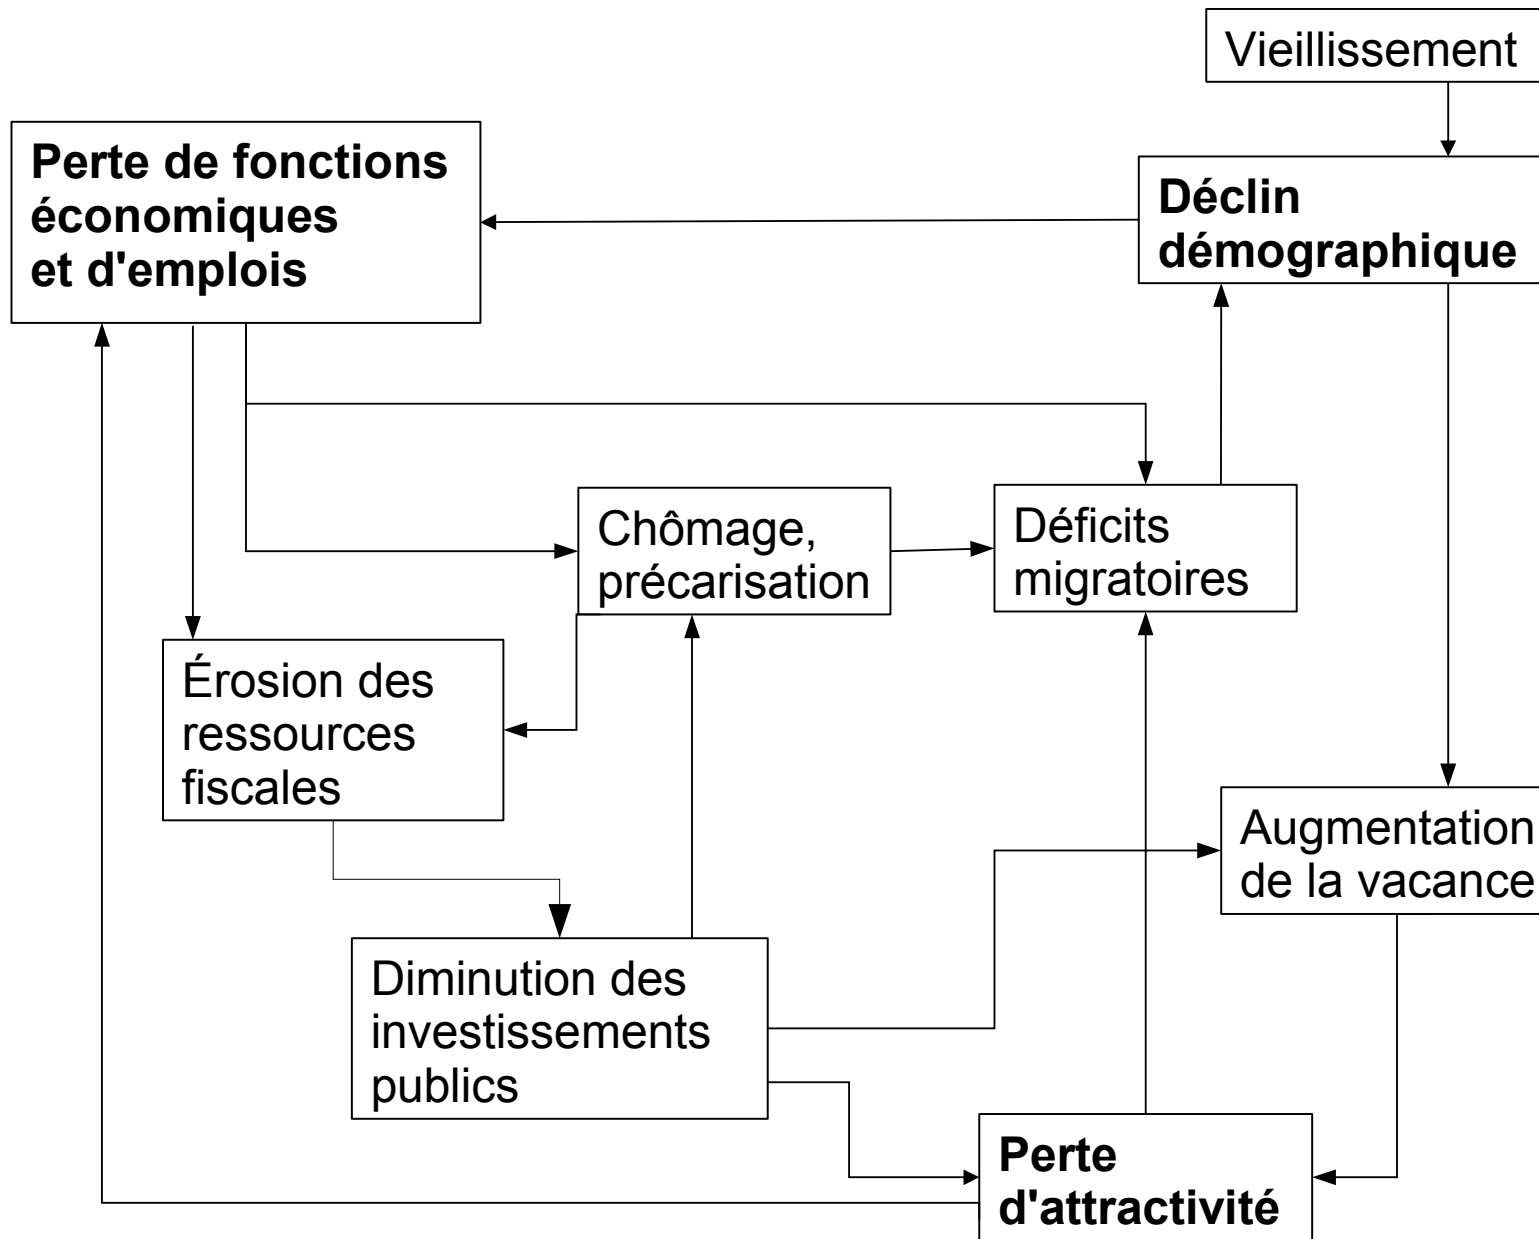 Vieillissement
Perte de fonctions
économiques
et d'emplois
Déclin
démographique
Chômage,
précarisation
Déficits
migratoires
Érosion des
ressources
fiscales
Augmentation
de la vacance
Diminution des
investissements
publics
Perte
d'attractivité